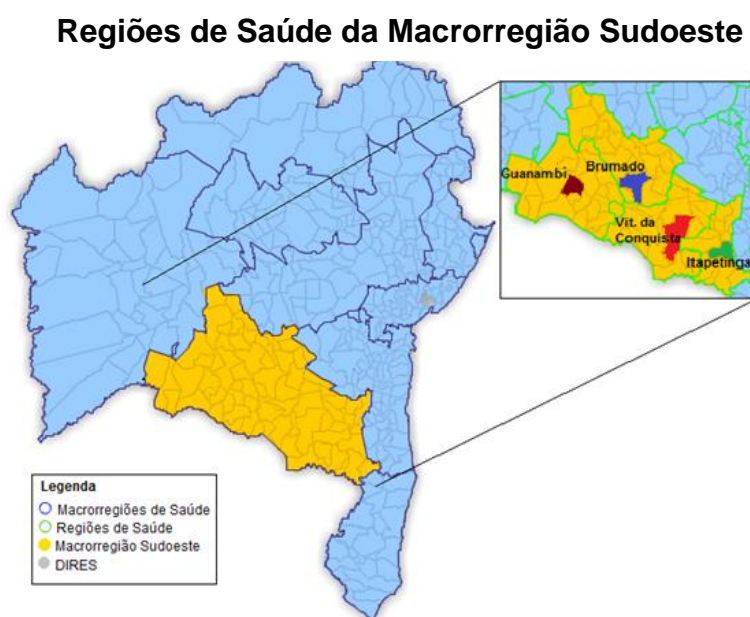 Regiões de Saúde da Macrorregião Sudoeste
Guanambi
Brumado
Vit. da
Conquista
Itapetinga
Legenda
Macrorregiões de Saúde
Regiões de Saúde
Macrorregião Sudoeste
DIRES